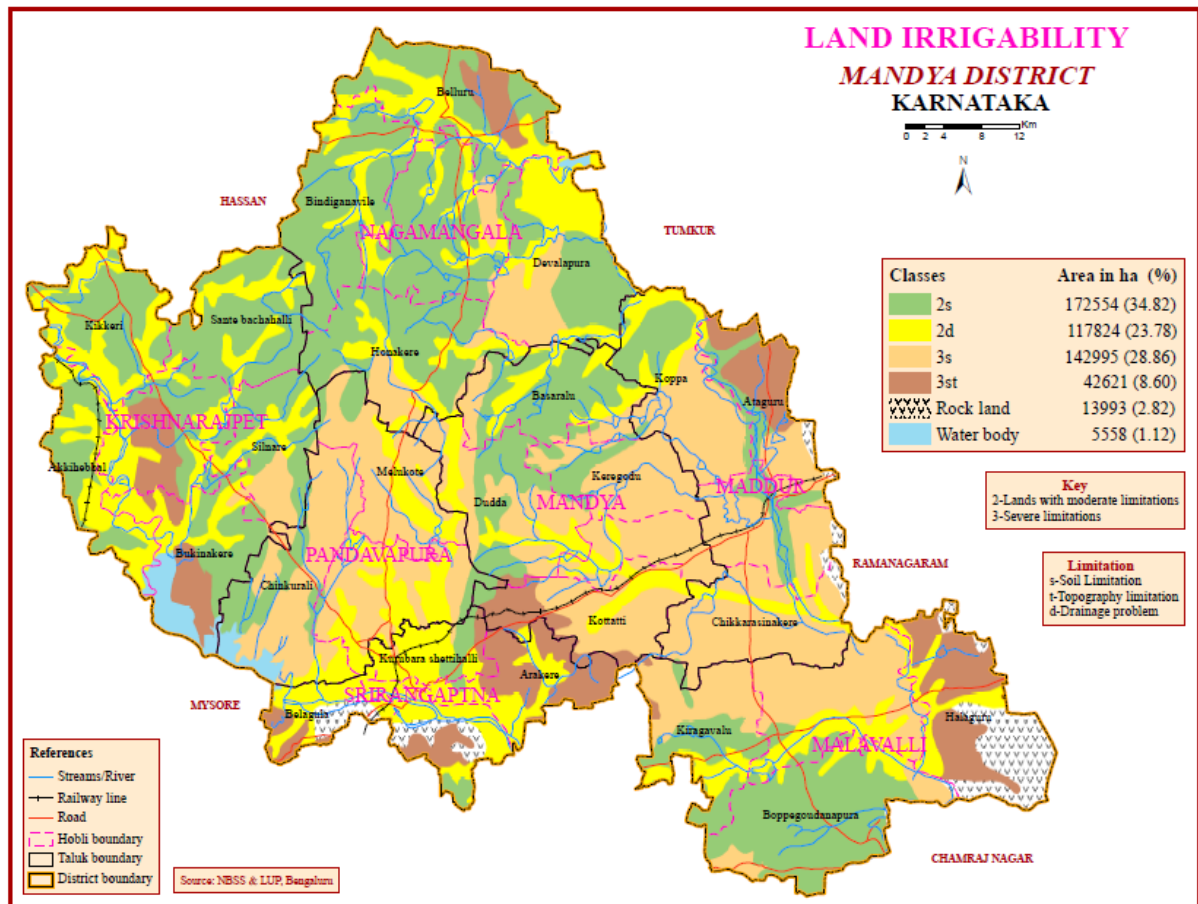 LAND IRRIGABILITY
MANDYA DISTRICT
KARNATAKA
Km
0 2 4 8 12
N
Belluru
HASSAN
Bindiganavile
NAGAMANGALA
TUMKUR
Devalapura
Kikkeri
Sante bachahalli
Honakere
Koppa
Basaralu
Ataguru
KRISHNARAJPET
Silnare
Akkihebbal
Melukote
Keregodu
MADDUR
Dudda
MANDYA
Bukinakere
PANDAVAPURA
RAMANAGARAM
Chinkurali
Kottatti
Chikkarasinakere
Kurubara shettihalli
Arakere
SRIRANGAPTNA
MYSORE
Belagula
Halaguru
Kiragavalu
MALAVALLI
Boppegoudanapura
CHAMRAJ NAGAR
Classes Area in ha (%)
2s 172554 (34.82)
2d 117824 (23.78)
3s 142995 (28.86)
3st 42621 (8.60)
Rock land 13993 (2.82)
Water body 5558 (1.12)
Key
2-Lands with moderate limitations
3-Severe limitations
Limitation
s-Soil Limitation
t-Topography limitation
d-Drainage problem
References
Streams/River
Railway line
Road
Hobli boundary
Taluk boundary
District boundary
Source: NBSS & LUP, Bengaluru